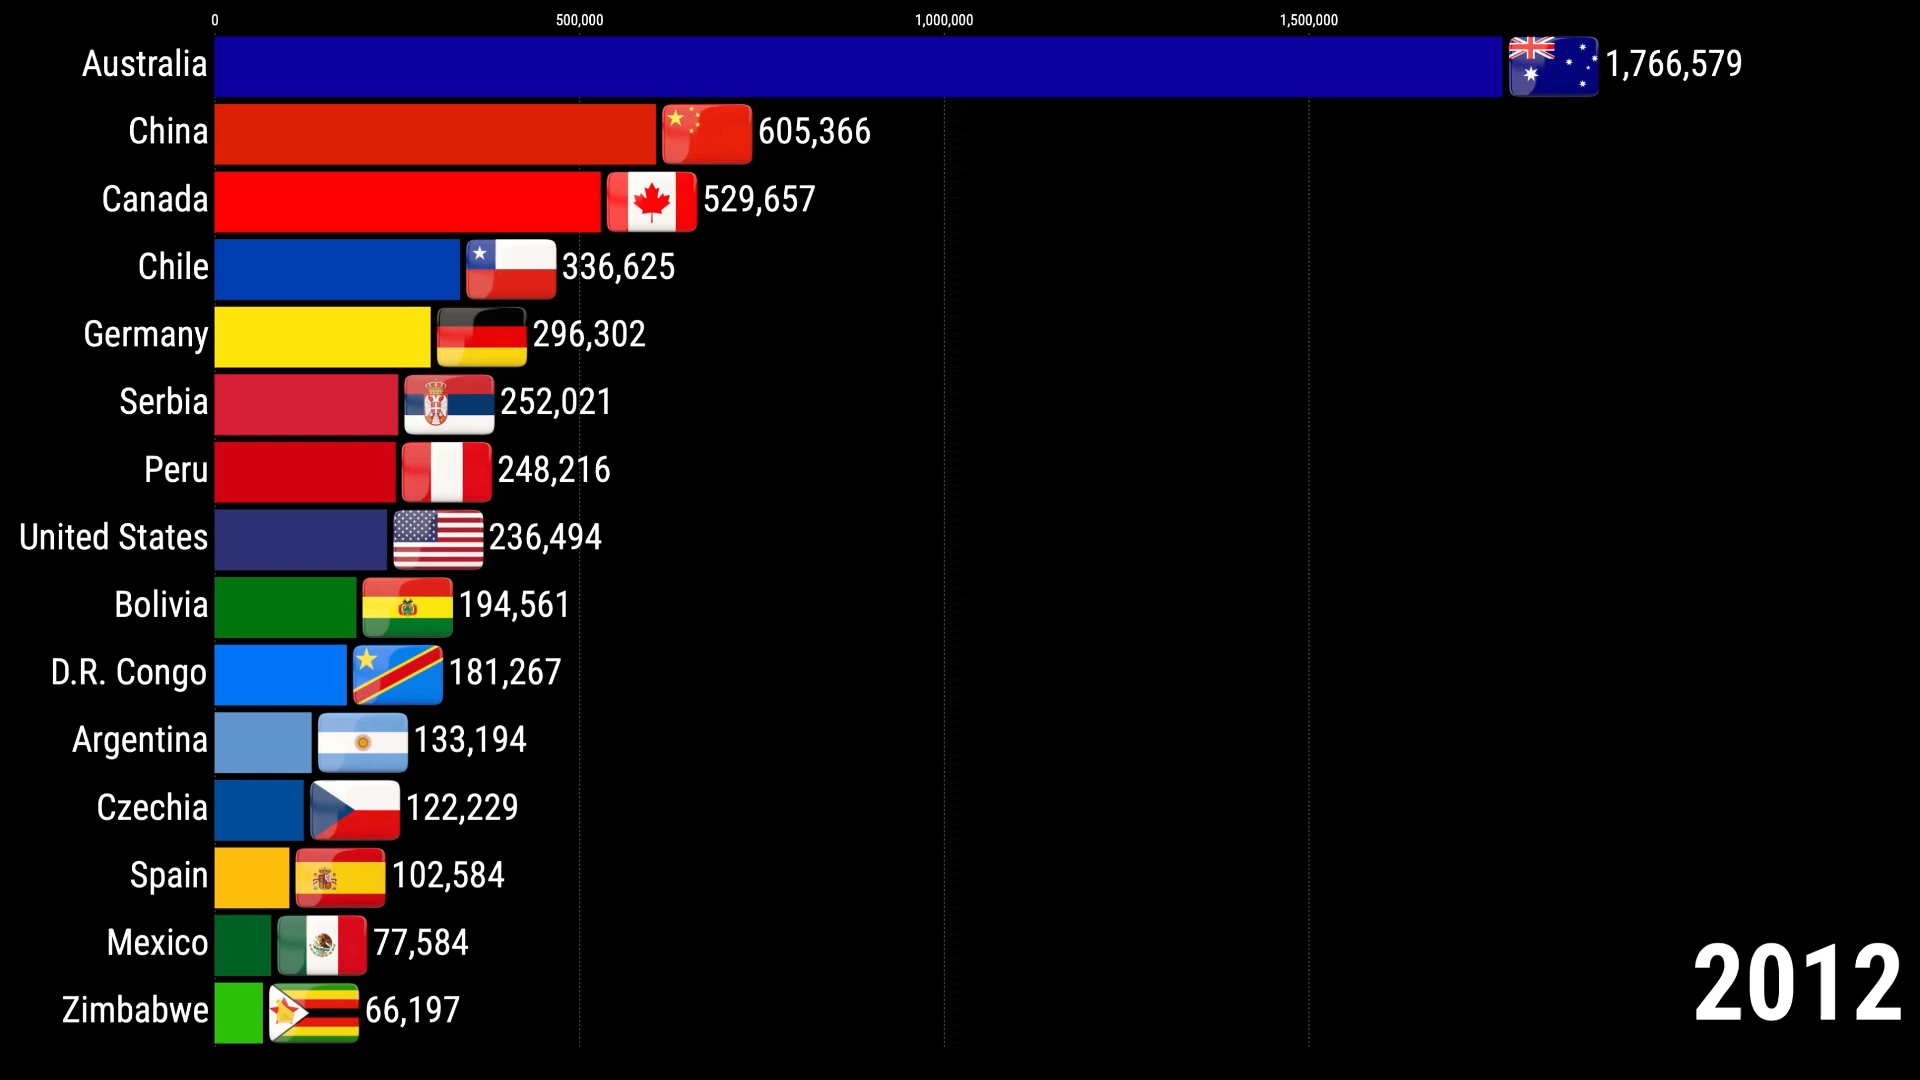 0 500,000 1,000,000 1,500,000
Australia 1,766,579
China 605,366
Canada 529,657
Chile 336,625
Germany 296,302
Serbia 252,021
Peru 248,216
United States 236,494
Bolivia 194,561
D.R. Congo 181,267
Argentina 133,194
Czechia 122,229
Spain 102,584
Mexico 77,584
Zimbabwe 66,197
2012